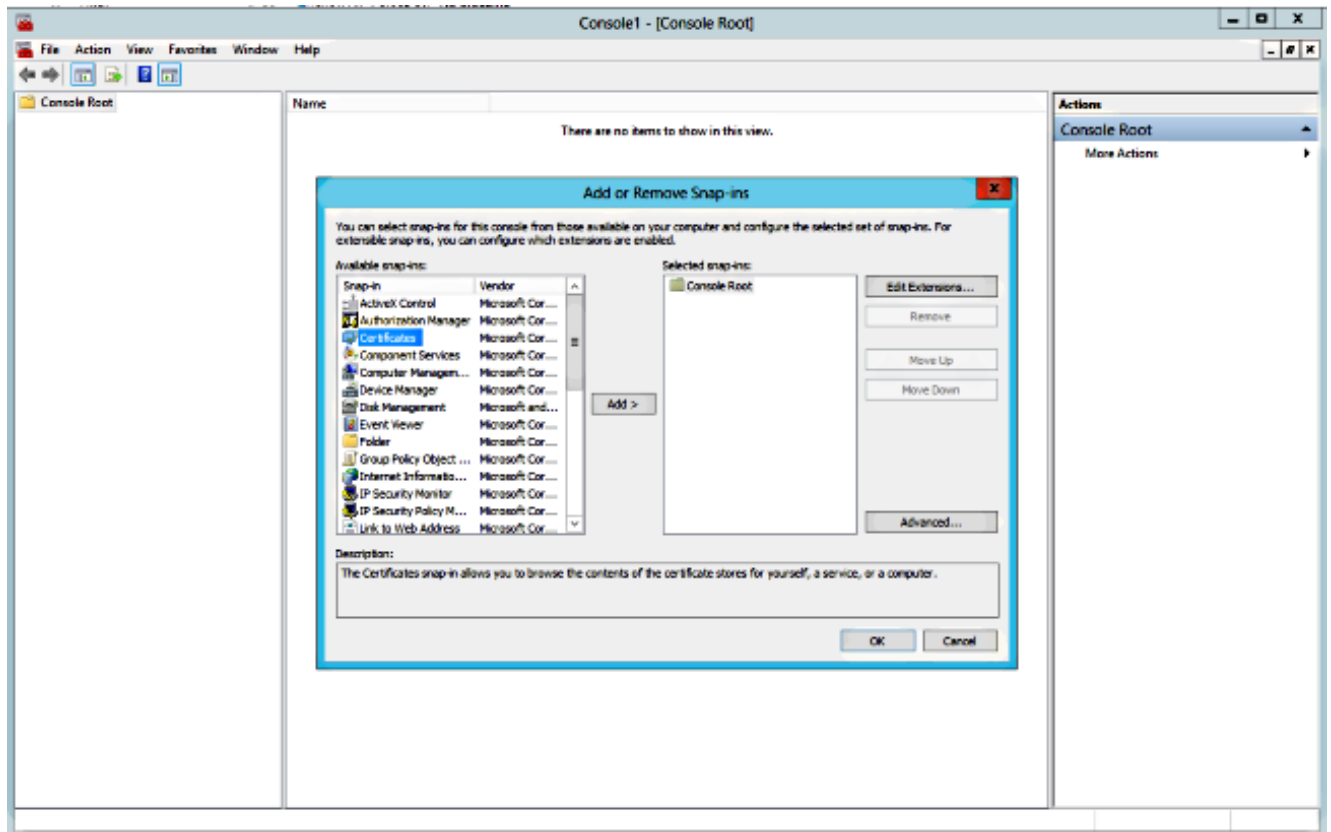 Console1 - [Console Root]
File Action View Favorites Window Help
Console Root
Name
There are no items to show in this view.
Actions
Console Root
More Actions
Add or Remove Snap-ins
You can select snap-ins for this console from those available on your computer and configure the selected set of snap-ins. For
extensible snap-ins, you can configure which extensions are enabled.
Available snap-ins:
Snap-in Vendor
ActiveX Control Microsoft Cor...
Authorization Manager Microsoft Cor...
Certificates Microsoft Cor...
Component Services Microsoft Cor...
Computer Managem... Microsoft Cor...
Device Manager Microsoft Cor...
Disk Management Microsoft and...
Event Viewer Microsoft Cor...
Folder Microsoft Cor...
Group Policy Object ... Microsoft Cor...
Internet Informatio... Microsoft Cor...
IP Security Monitor Microsoft Cor...
IP Security Policy M... Microsoft Cor...
Link to Web Address Microsoft Cor...
Add >
Selected snap-ins:
Console Root
Edit Extensions...
Remove
Move Up
Move Down
Advanced...
Description:
The Certificates snap-in allows you to browse the contents of the certificate stores for yourself, a service, or a computer.
OK Cancel